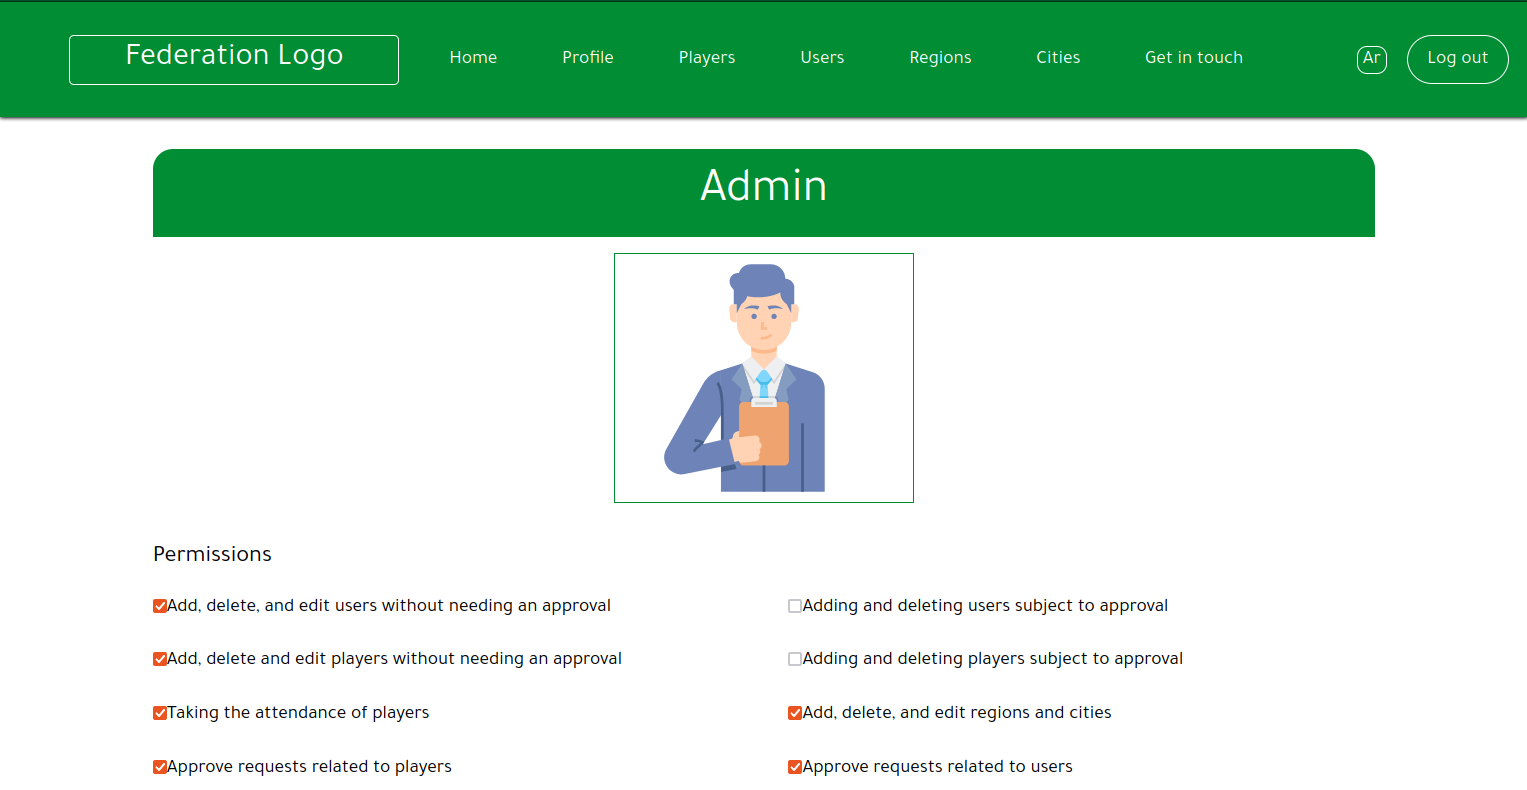 Federation Logo Home Profile Players Users Regions Cities Get in touch Ar Log out
Admin
Permissions
Add, delete, and edit users without needing an approval
Adding and deleting users subject to approval
Add, delete and edit players without needing an approval
Adding and deleting players subject to approval
Taking the attendance of players
Add, delete, and edit regions and cities
Approve requests related to players
Approve requests related to users